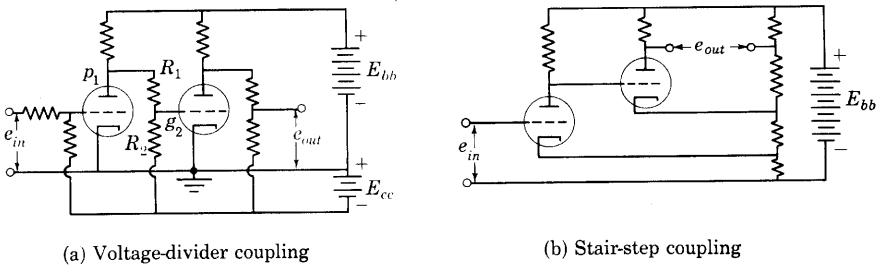 p1
R1
g2
R2
ein
eout
+
Ebb
−
+
Ecc
−
(a) Voltage-divider coupling
eout
ein
+
Ebb
−
(b) Stair-step coupling